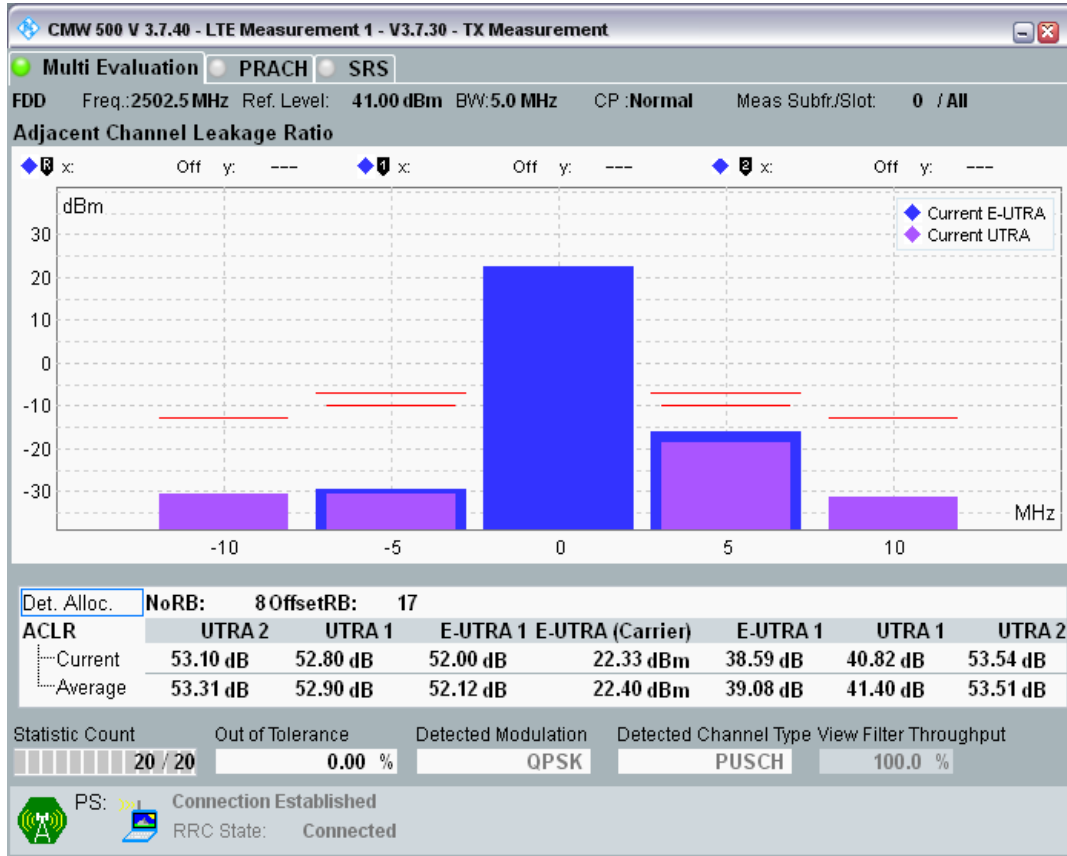 CMW 500 V 3.7.40 - LTE Measurement 1 - V3.7.30 - TX Measurement
Multi Evaluation PRACH SRS
FDD Freq.:2502.5 MHz Ref. Level: 41.00 dBm BW:5.0 MHz CP :Normal Meas Subfr./Slot: 0 / All
Adjacent Channel Leakage Ratio
R x: Off y: --- 1 x: Off y: --- 2 x: Off y: ---
dBm
Current E-UTRA
Current UTRA
30
20
10
0
-10
-20
-30
MHz
-10 -5 0 5 10
Det. Alloc. NoRB: 8 OffsetRB: 17
ACLR UTRA 2 UTRA 1 E-UTRA 1 E-UTRA (Carrier) E-UTRA 1 UTRA 1 UTRA 2
Current 53.10 dB 52.80 dB 52.00 dB 22.33 dBm 38.59 dB 40.82 dB 53.54 dB
Average 53.31 dB 52.90 dB 52.12 dB 22.40 dBm 39.08 dB 41.40 dB 53.51 dB
Statistic Count Out of Tolerance Detected Modulation Detected Channel Type View Filter Throughput
20 / 20 0.00 % QPSK PUSCH 100.0 %
PS: Connection Established
RRC State: Connected